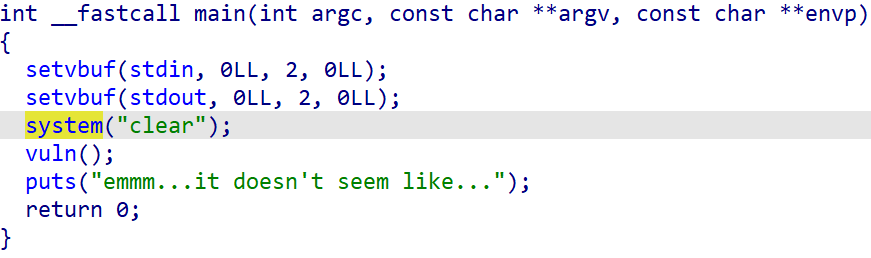 int __fastcall main(int argc, const char **argv, const char **envp)
{
  setvbuf(stdin, 0LL, 2, 0LL);
  setvbuf(stdout, 0LL, 2, 0LL);
  system("clear");
  vuln();
  puts("emmm...it doesn't seem like...");
  return 0;
}